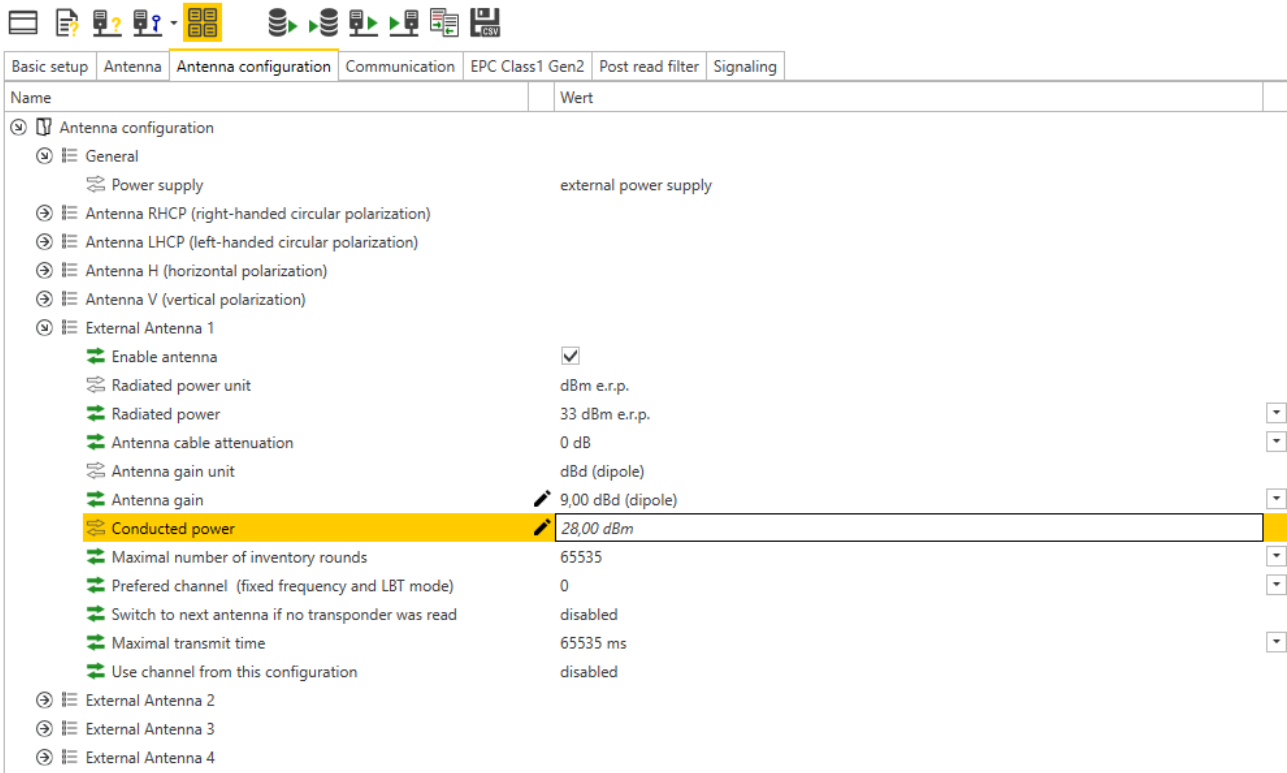 CSV
Basic setup Antenna Antenna configuration Communication EPC Class1 Gen2 Post read filter Signaling
Name Wert
Antenna configuration
General
Power supply external power supply
Antenna RHCP (right-handed circular polarization)
Antenna LHCP (left-handed circular polarization)
Antenna H (horizontal polarization)
Antenna V (vertical polarization)
External Antenna 1
Enable antenna
Radiated power unit dBm e.r.p.
Radiated power 33 dBm e.r.p.
Antenna cable attenuation 0 dB
Antenna gain unit dBd (dipole)
Antenna gain 9,00 dBd (dipole)
Conducted power 28,00 dBm
Maximal number of inventory rounds 65535
Prefered channel (fixed frequency and LBT mode) 0
Switch to next antenna if no transponder was read disabled
Maximal transmit time 65535 ms
Use channel from this configuration disabled
External Antenna 2
External Antenna 3
External Antenna 4